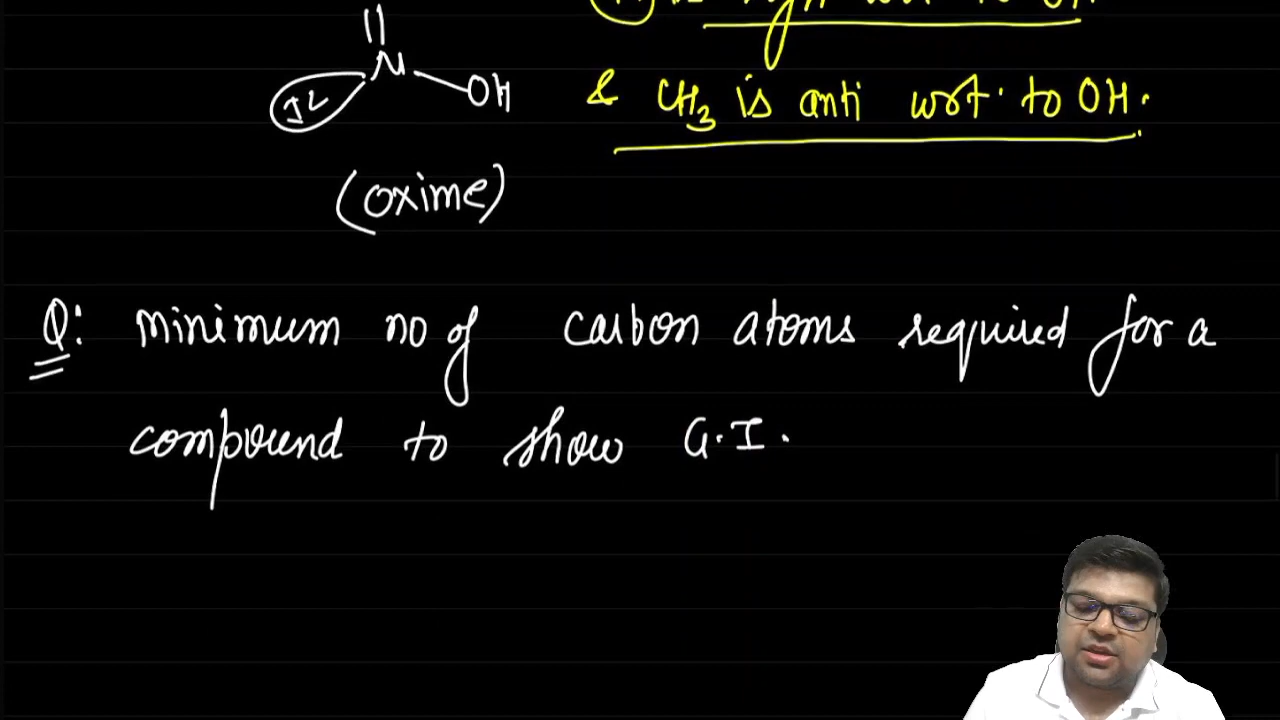 N OH
& CH3 is anti wrt. to OH.
(oxime)
Q: minimum no of carbon atoms required for a
compound to show G.I.